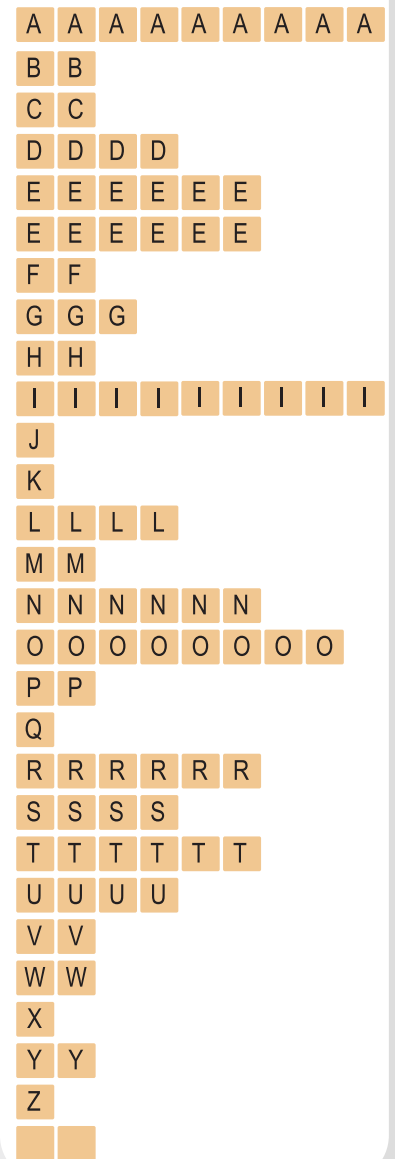 A A A A A A A A A
B B
C C
D D D D
E E E E E E
E E E E E E
F F
G G G
H H
I I I I I I I I I
J
K
L L L L
M M
N N N N N N
O O O O O O O O
P P
Q
R R R R R R
S S S S
T T T T T T
U U U U
V V
W W
X
Y Y
Z